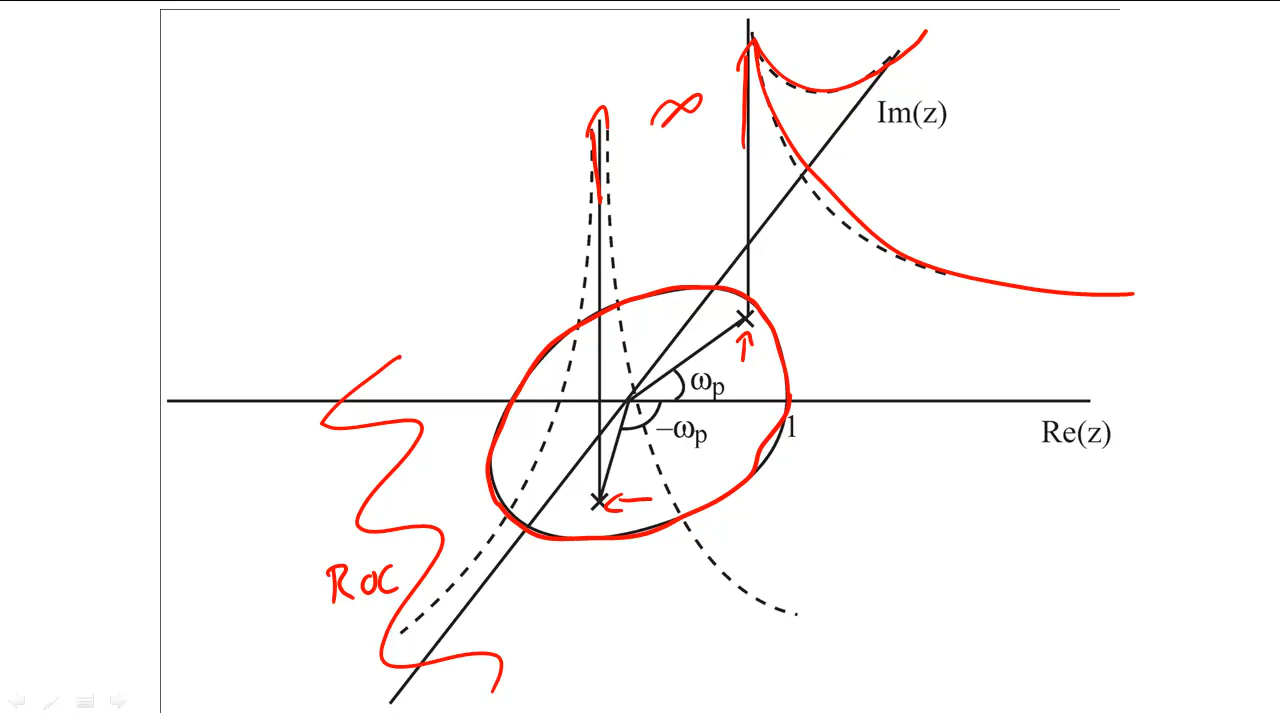 ∞
Im(z)
ωp
−ωp
1
Re(z)
ROC